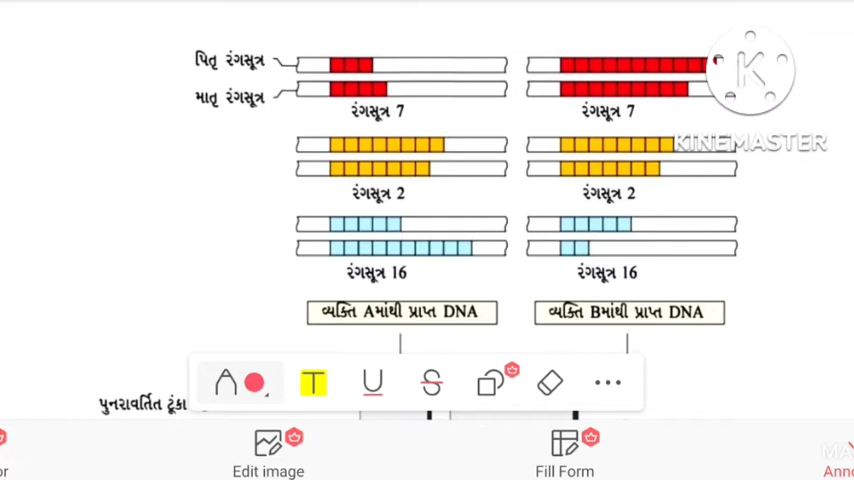 પિતૃ રંગસૂત્ર
માતૃ રંગસૂત્ર
રંગસૂત્ર 7
રંગસૂત્ર 7
KINEMASTER
રંગસૂત્ર 2
રંગસૂત્ર 2
રંગસૂત્ર 16
રંગસૂત્ર 16
વ્યક્તિ Aમાંથી પ્રાપ્ત DNA
વ્યક્તિ Bમાંથી પ્રાપ્ત DNA
પુનરાવર્તિત ટૂંકા
Edit image
Fill Form